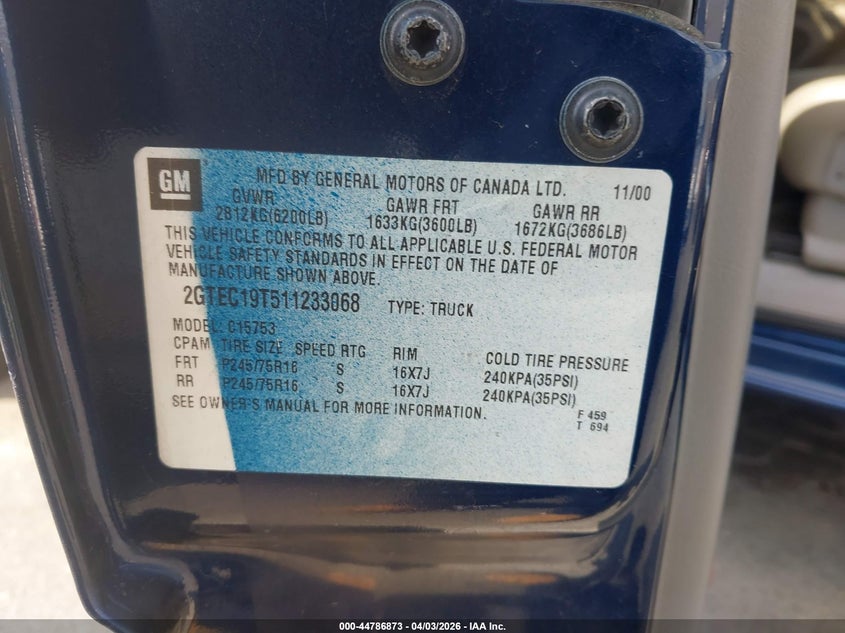 GM
MFD BY GENERAL MOTORS OF CANADA LTD. 11/00
GVWR GAWR FRT GAWR RR
2812KG(6200LB) 1633KG(3600LB) 1672KG(3686LB)
THIS VEHICLE CONFORMS TO ALL APPLICABLE U.S. FEDERAL MOTOR
VEHICLE SAFETY STANDARDS IN EFFECT ON THE DATE OF
MANUFACTURE SHOWN ABOVE.
2GTEC19T511233068 TYPE: TRUCK
MODEL: C15753
CPAM TIRE SIZE SPEED RTG RIM COLD TIRE PRESSURE
FRT P245/75R16 S 16X7J 240KPA(35PSI)
RR P245/75R16 S 16X7J 240KPA(35PSI)
SEE OWNER'S MANUAL FOR MORE INFORMATION.
F 459
T 694
000-44786873 - 04/03/2026 - IAA Inc.